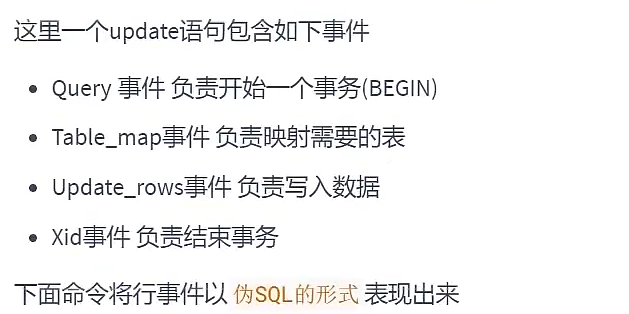 这里一个update语句包含如下事件
Query 事件 负责开始一个事务(BEGIN)
Table_map事件 负责映射需要的表
Update_rows事件 负责写入数据
Xid事件 负责结束事务
下面命令将行事件以 伪SQL的形式 表现出来